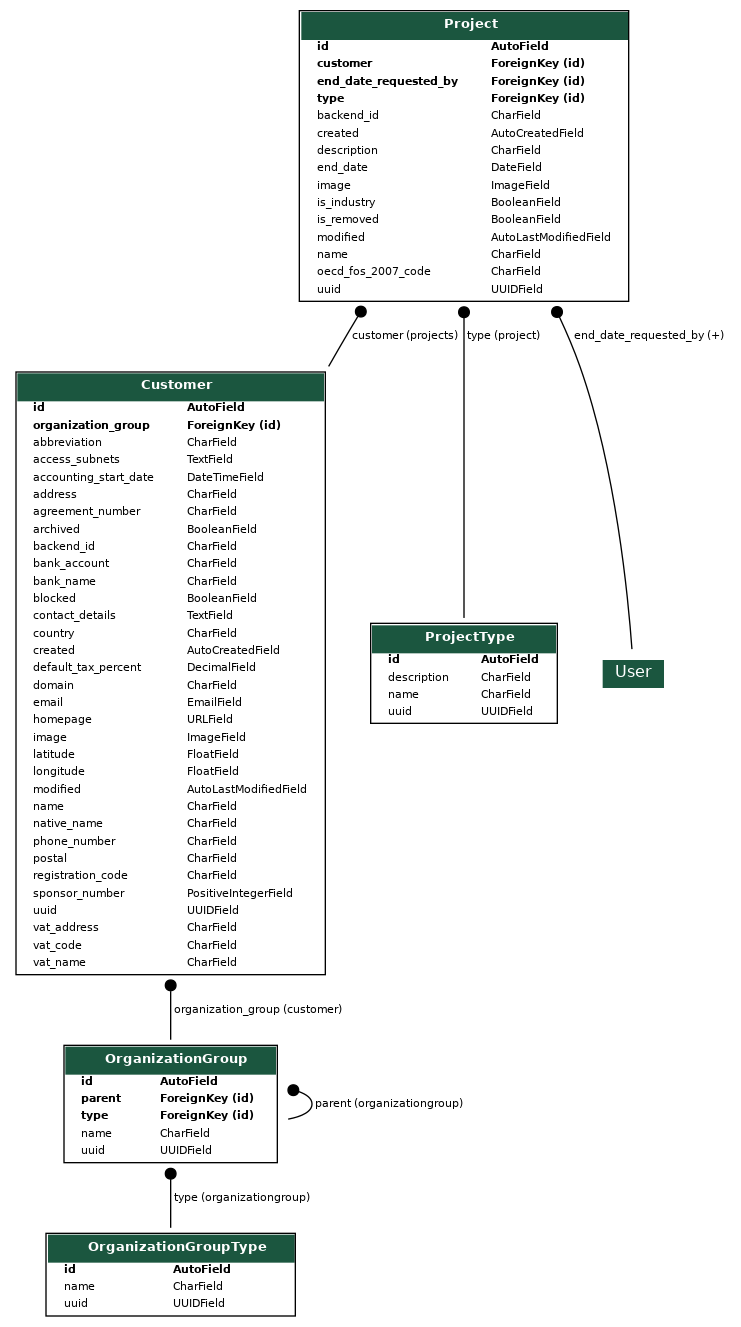 Project
id AutoField
customer ForeignKey (id)
end_date_requested_by ForeignKey (id)
type ForeignKey (id)
backend_id CharField
created AutoCreatedField
description CharField
end_date DateField
image ImageField
is_industry BooleanField
is_removed BooleanField
modified AutoLastModifiedField
name CharField
oecd_fos_2007_code CharField
uuid UUIDField
customer (projects) type (project) end_date_requested_by (+)
Customer
id AutoField
organization_group ForeignKey (id)
abbreviation CharField
access_subnets TextField
accounting_start_date DateTimeField
address CharField
agreement_number CharField
archived BooleanField
backend_id CharField
bank_account CharField
bank_name CharField
blocked BooleanField
contact_details TextField
country CharField
created AutoCreatedField
default_tax_percent DecimalField
domain CharField
email EmailField
homepage URLField
image ImageField
latitude FloatField
longitude FloatField
modified AutoLastModifiedField
name CharField
native_name CharField
phone_number CharField
postal CharField
registration_code CharField
sponsor_number PositiveIntegerField
uuid UUIDField
vat_address CharField
vat_code CharField
vat_name CharField
ProjectType
id AutoField
description CharField
name CharField
uuid UUIDField
User
organization_group (customer)
OrganizationGroup
id AutoField
parent ForeignKey (id)
type ForeignKey (id)
name CharField
uuid UUIDField
parent (organizationgroup)
type (organizationgroup)
OrganizationGroupType
id AutoField
name CharField
uuid UUIDField